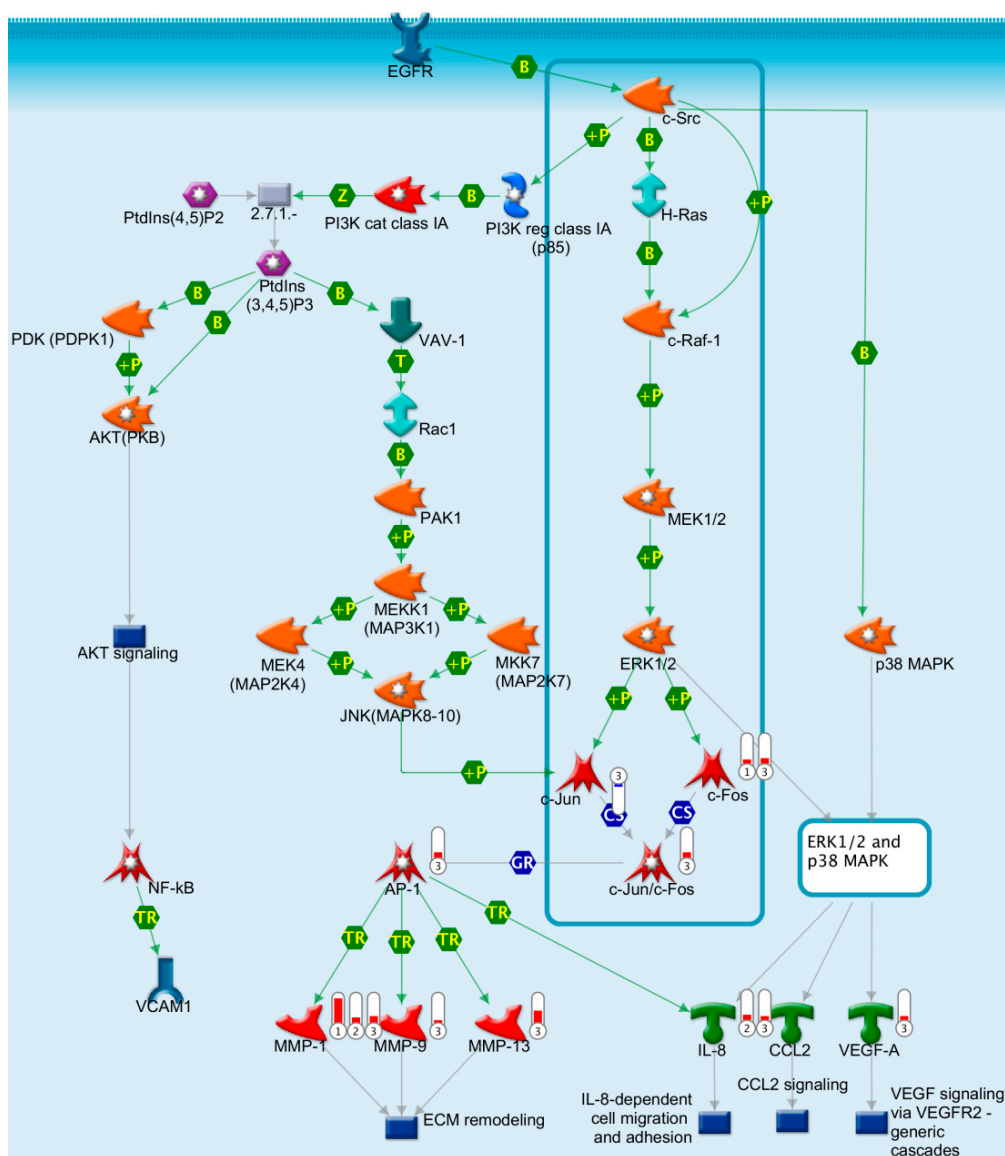 EGFR
B
c-Src
+P
B
+P
Z
B
PtdIns(4,5)P2
2.7.1.-
PI3K cat class IA
PI3K reg class IA
(p85)
H-Ras
B
PtdIns
(3,4,5)P3
B
B
B
PDK (PDPK1)
VAV-1
c-Raf-1
+P
T
B
+P
AKT(PKB)
Rac1
B
PAK1
MEK1/2
+P
+P
MEKK1
(MAP3K1)
+P
+P
AKT signaling
MEK4
(MAP2K4)
MKK7
(MAP2K7)
ERK1/2
p38 MAPK
+P
+P
JNK(MAPK8-10)
+P
+P
+P
c-Jun
3
c-Fos
1
3
CS
CS
ERK1/2 and
p38 MAPK
3
GR
3
NF-kB
AP-1
c-Jun/c-Fos
TR
TR
TR
TR
TR
VCAM1
MMP-1
1
2
3
MMP-9
3
MMP-13
3
IL-8
2
3
CCL2
VEGF-A
3
ECM remodeling
IL-8-dependent
cell migration
and adhesion
CCL2 signaling
VEGF signaling
via VEGFR2 -
generic
cascades